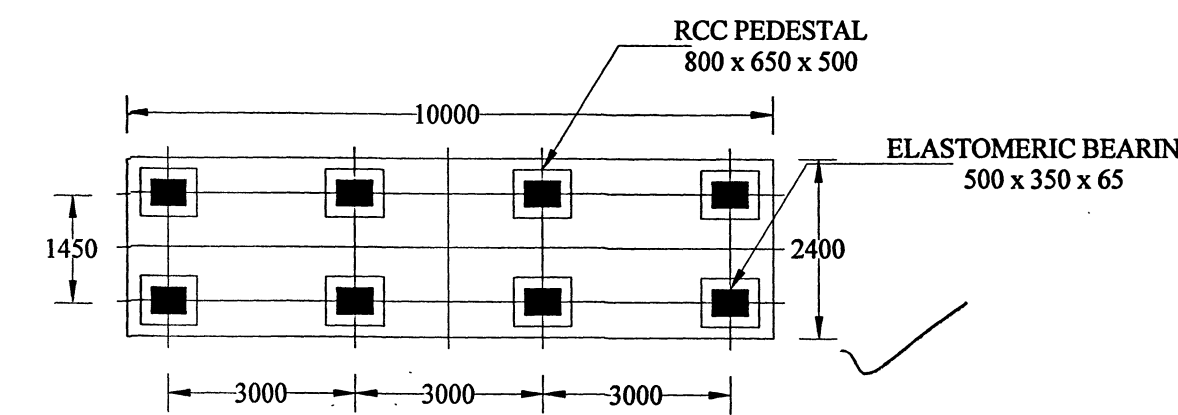 RCC PEDESTAL
800 x 650 x 500
10000
ELASTOMERIC BEARIN
500 x 350 x 65
1450
2400
3000
3000
3000